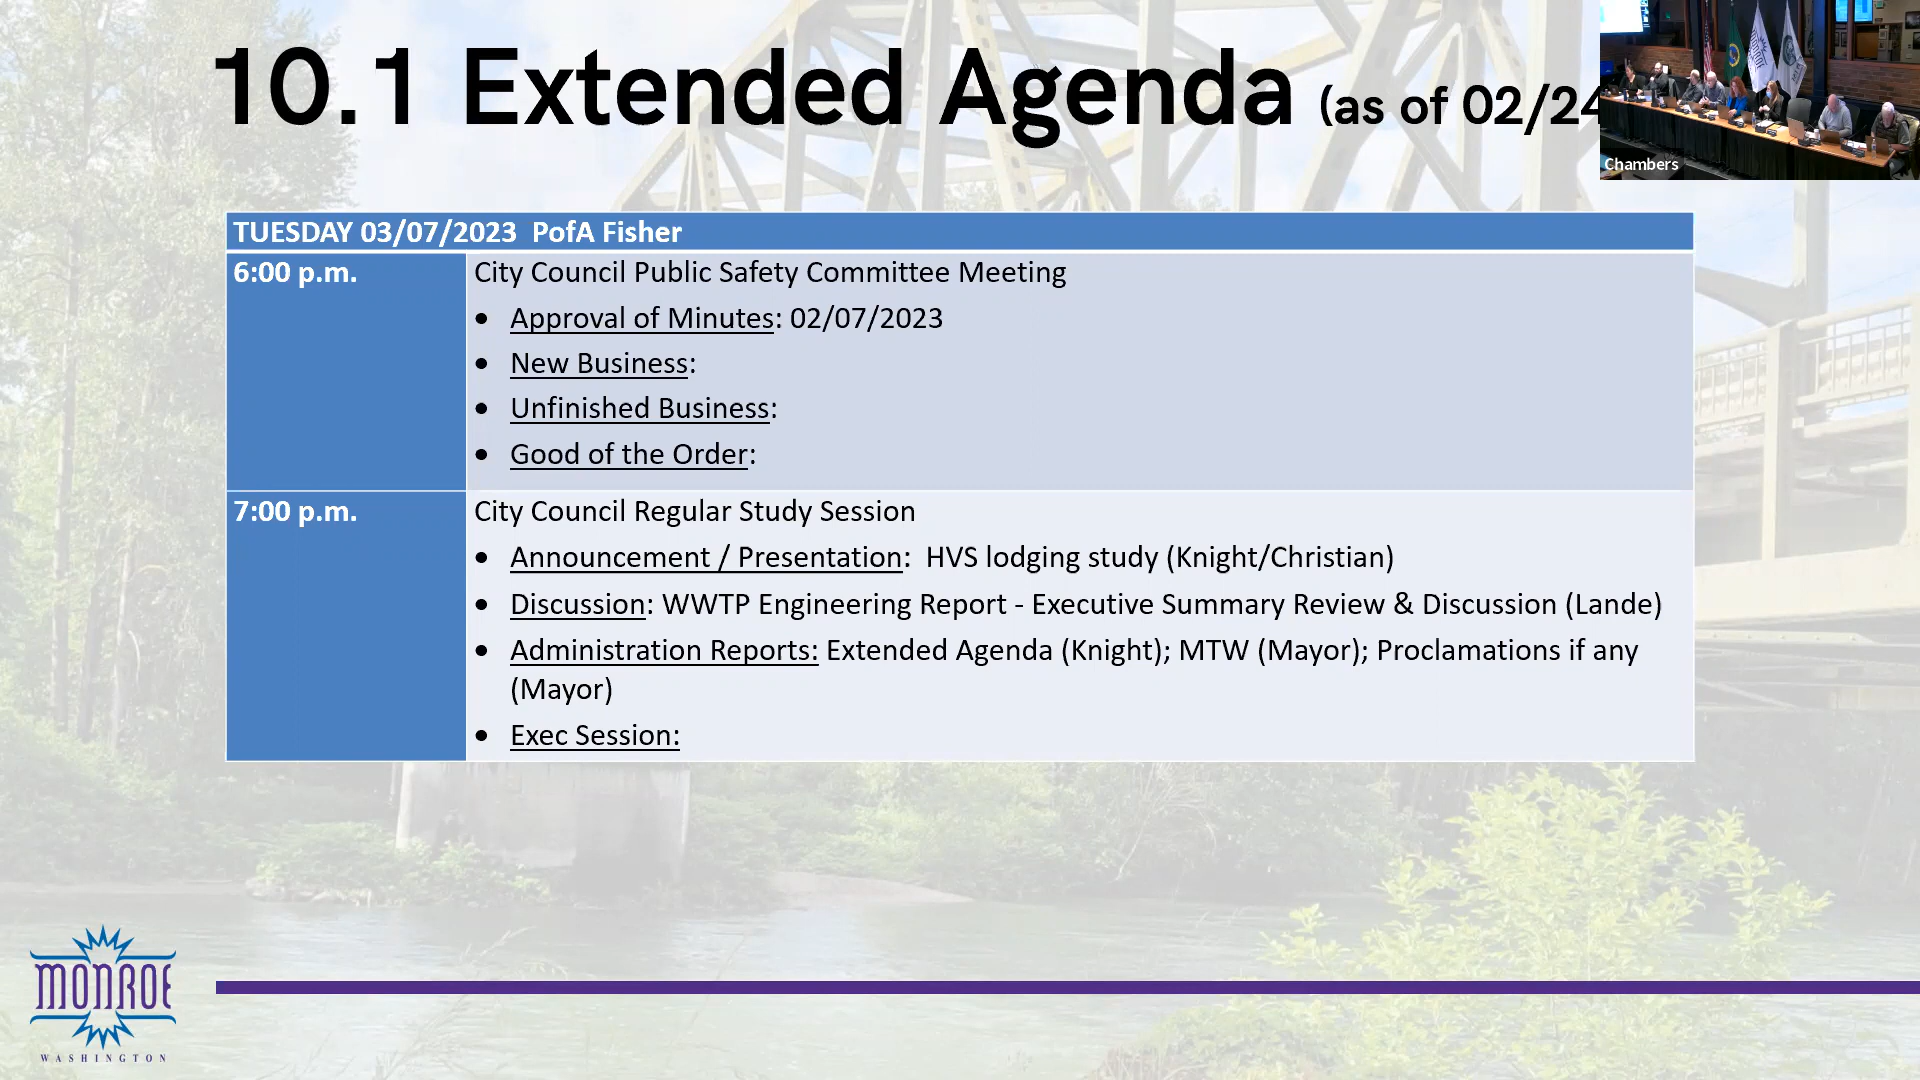 10.1 Extended Agenda (as of 02/24
Chambers
TUESDAY 03/07/2023 PofA Fisher
6:00 p.m.
City Council Public Safety Committee Meeting
• Approval of Minutes: 02/07/2023
• New Business:
• Unfinished Business:
• Good of the Order:
7:00 p.m.
City Council Regular Study Session
• Announcement / Presentation: HVS lodging study (Knight/Christian)
• Discussion: WWTP Engineering Report - Executive Summary Review & Discussion (Lande)
• Administration Reports: Extended Agenda (Knight); MTW (Mayor); Proclamations if any
(Mayor)
• Exec Session:
MONROE
WASHINGTON